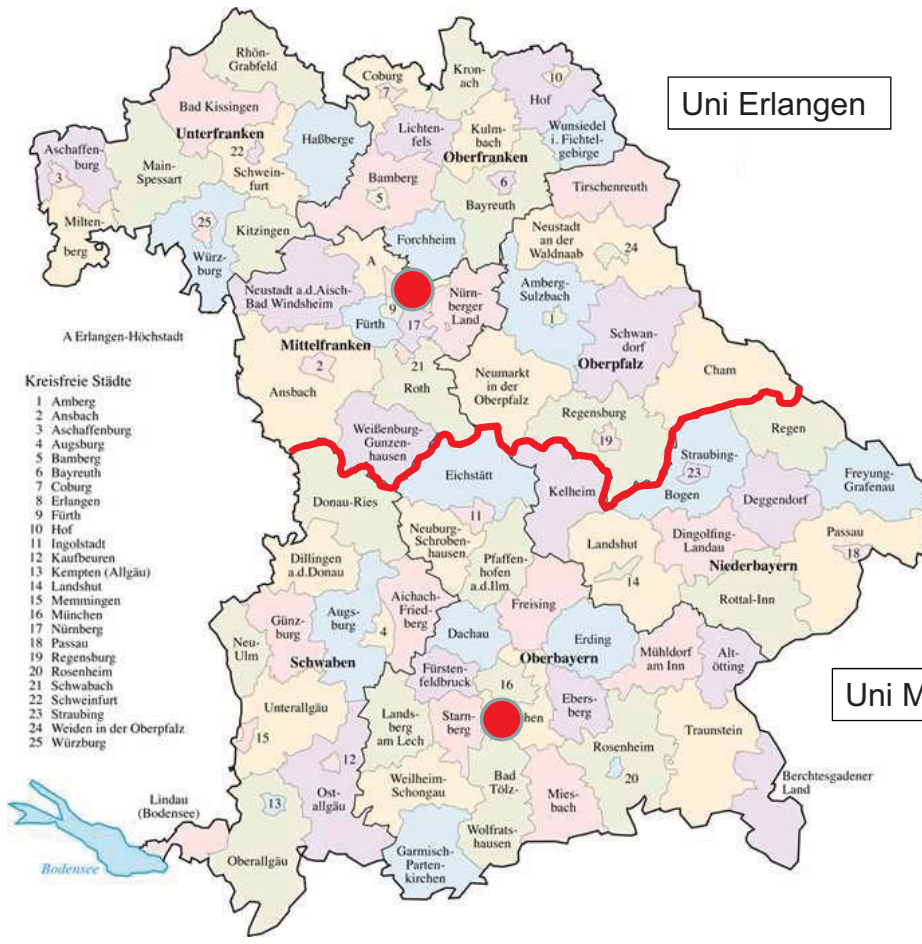 Uni Erlangen
Rhön-
Grabfeld
Coburg
7
Kron-
ach
10
Hof
Bad Kissingen
Unterfranken
22
Schwein-
furt
Haßberge
Lichten-
fels
Kulm-
bach
Oberfranken
Wunsiedel
i. Fichtel-
gebirge
Aschaffen-
burg
3
Main-
Spessart
Milten-
berg
Bamberg
5
6
Bayreuth
Tirschenreuth
25
Würz-
burg
Kitzingen
Forchheim
Neustadt
an der
Waldnaab
24
A
Neustadt a.d.Aisch-
Bad Windsheim
9
Fürth
17
Nürn-
berger
Land
Amberg-
Sulzbach
1
A Erlangen-Höchstadt
Mittelfranken
2
Ansbach
21
Roth
Neumarkt
in der
Oberpfalz
Schwan-
dorf
Oberpfalz
Cham
Weißenburg-
Gunzen-
hausen
Regensburg
19
Regen
Kreisfreie Städte
1 Amberg
2 Ansbach
3 Aschaffenburg
4 Augsburg
5 Bamberg
6 Bayreuth
7 Coburg
8 Erlangen
9 Fürth
10 Hof
11 Ingolstadt
12 Kaufbeuren
13 Kempten (Allgäu)
14 Landshut
15 Memmingen
16 München
17 Nürnberg
18 Passau
19 Regensburg
20 Rosenheim
21 Schwabach
22 Schweinfurt
23 Straubing
24 Weiden in der Oberpfalz
25 Würzburg
Eichstätt
Kelheim
Straubing-
23
Bogen
Deggendorf
Freyung-
Grafenau
Donau-Ries
11
Neuburg-
Schroben-
hausen
Pfaffen-
hofen
a.d.Ilm
Landshut
14
Dingolfing-
Landau
Niederbayern
Passau
18
Rottal-Inn
Dillingen
a.d.Donau
Aichach-
Fried-
berg
Freising
Günz-
burg
Augs-
burg
4
Neu-
Ulm
Schwaben
Dachau
Erding
Oberbayern
Mühldorf
am Inn
Alt-
ötting
Fürsten-
feldbruck
16
Ebers-
berg
Uni M
Unterallgäu
15
Lands-
berg
am Lech
Starn-
berg
chen
Rosenheim
20
Traunstein
12
Ost-
allgäu
Weilheim-
Schongau
Bad
Tölz-
Wolfrats-
hausen
Mies-
bach
Berchtesgadener
Land
Lindau
(Bodensee)
13
Bodensee
Oberallgäu
Garmisch-
Parten-
kirchen